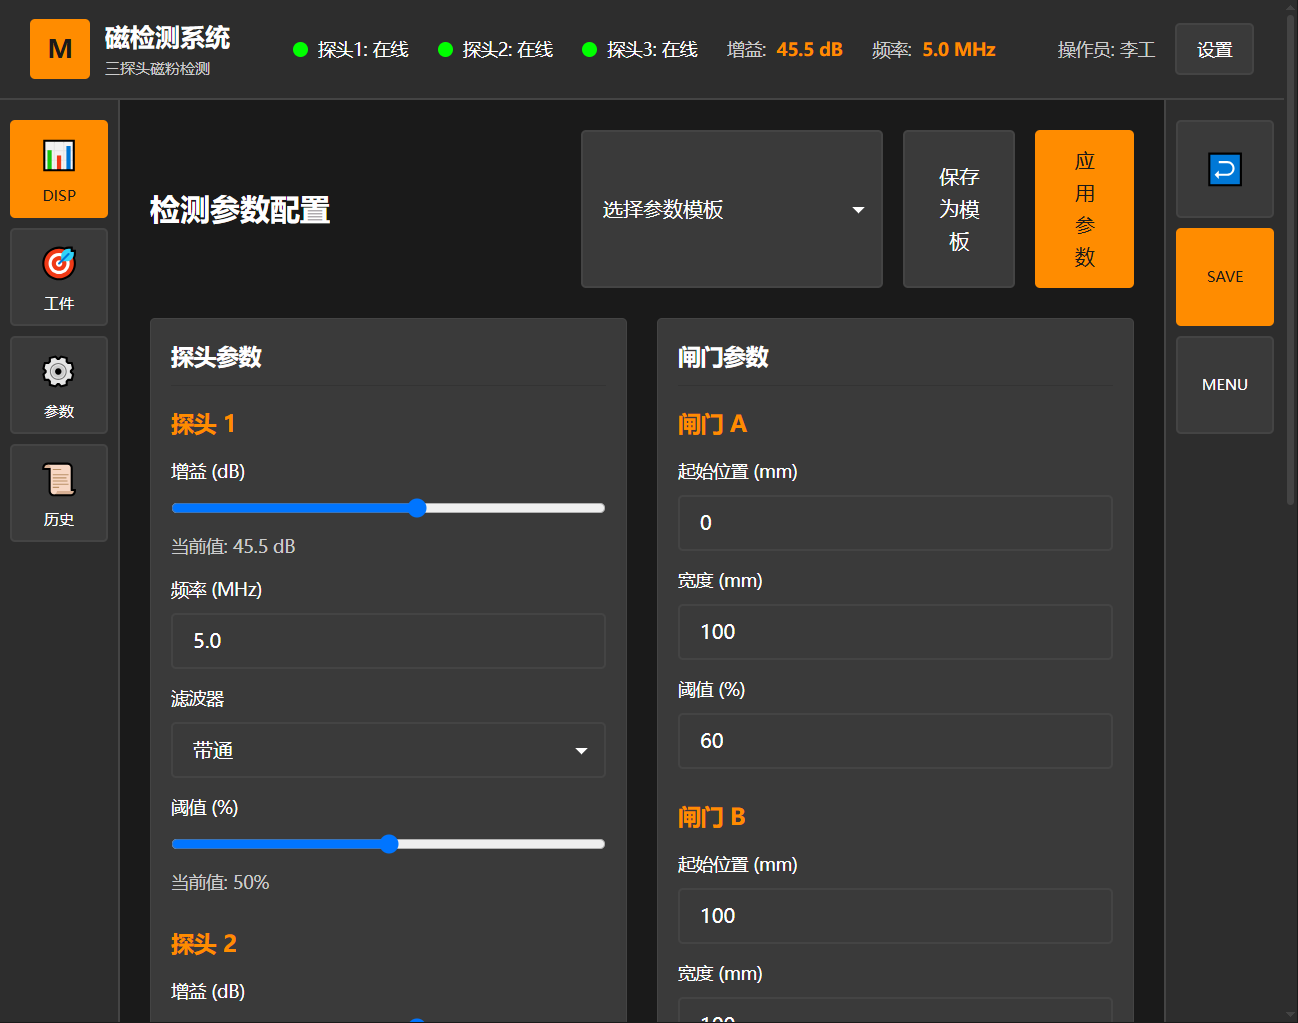 M
磁检测系统
三探头磁粉检测
探头1: 在线
探头2: 在线
探头3: 在线
增益: 45.5 dB
频率: 5.0 MHz
操作员: 李工
设置
DISP
工件
参数
历史
检测参数配置
选择参数模板
保存
为模
板
应
用
参
数
探头参数
探头 1
增益 (dB)
当前值: 45.5 dB
频率 (MHz)
5.0
滤波器
带通
阈值 (%)
当前值: 50%
探头 2
增益 (dB)
闸门参数
闸门 A
起始位置 (mm)
0
宽度 (mm)
100
阈值 (%)
60
闸门 B
起始位置 (mm)
100
宽度 (mm)
100
SAVE
MENU